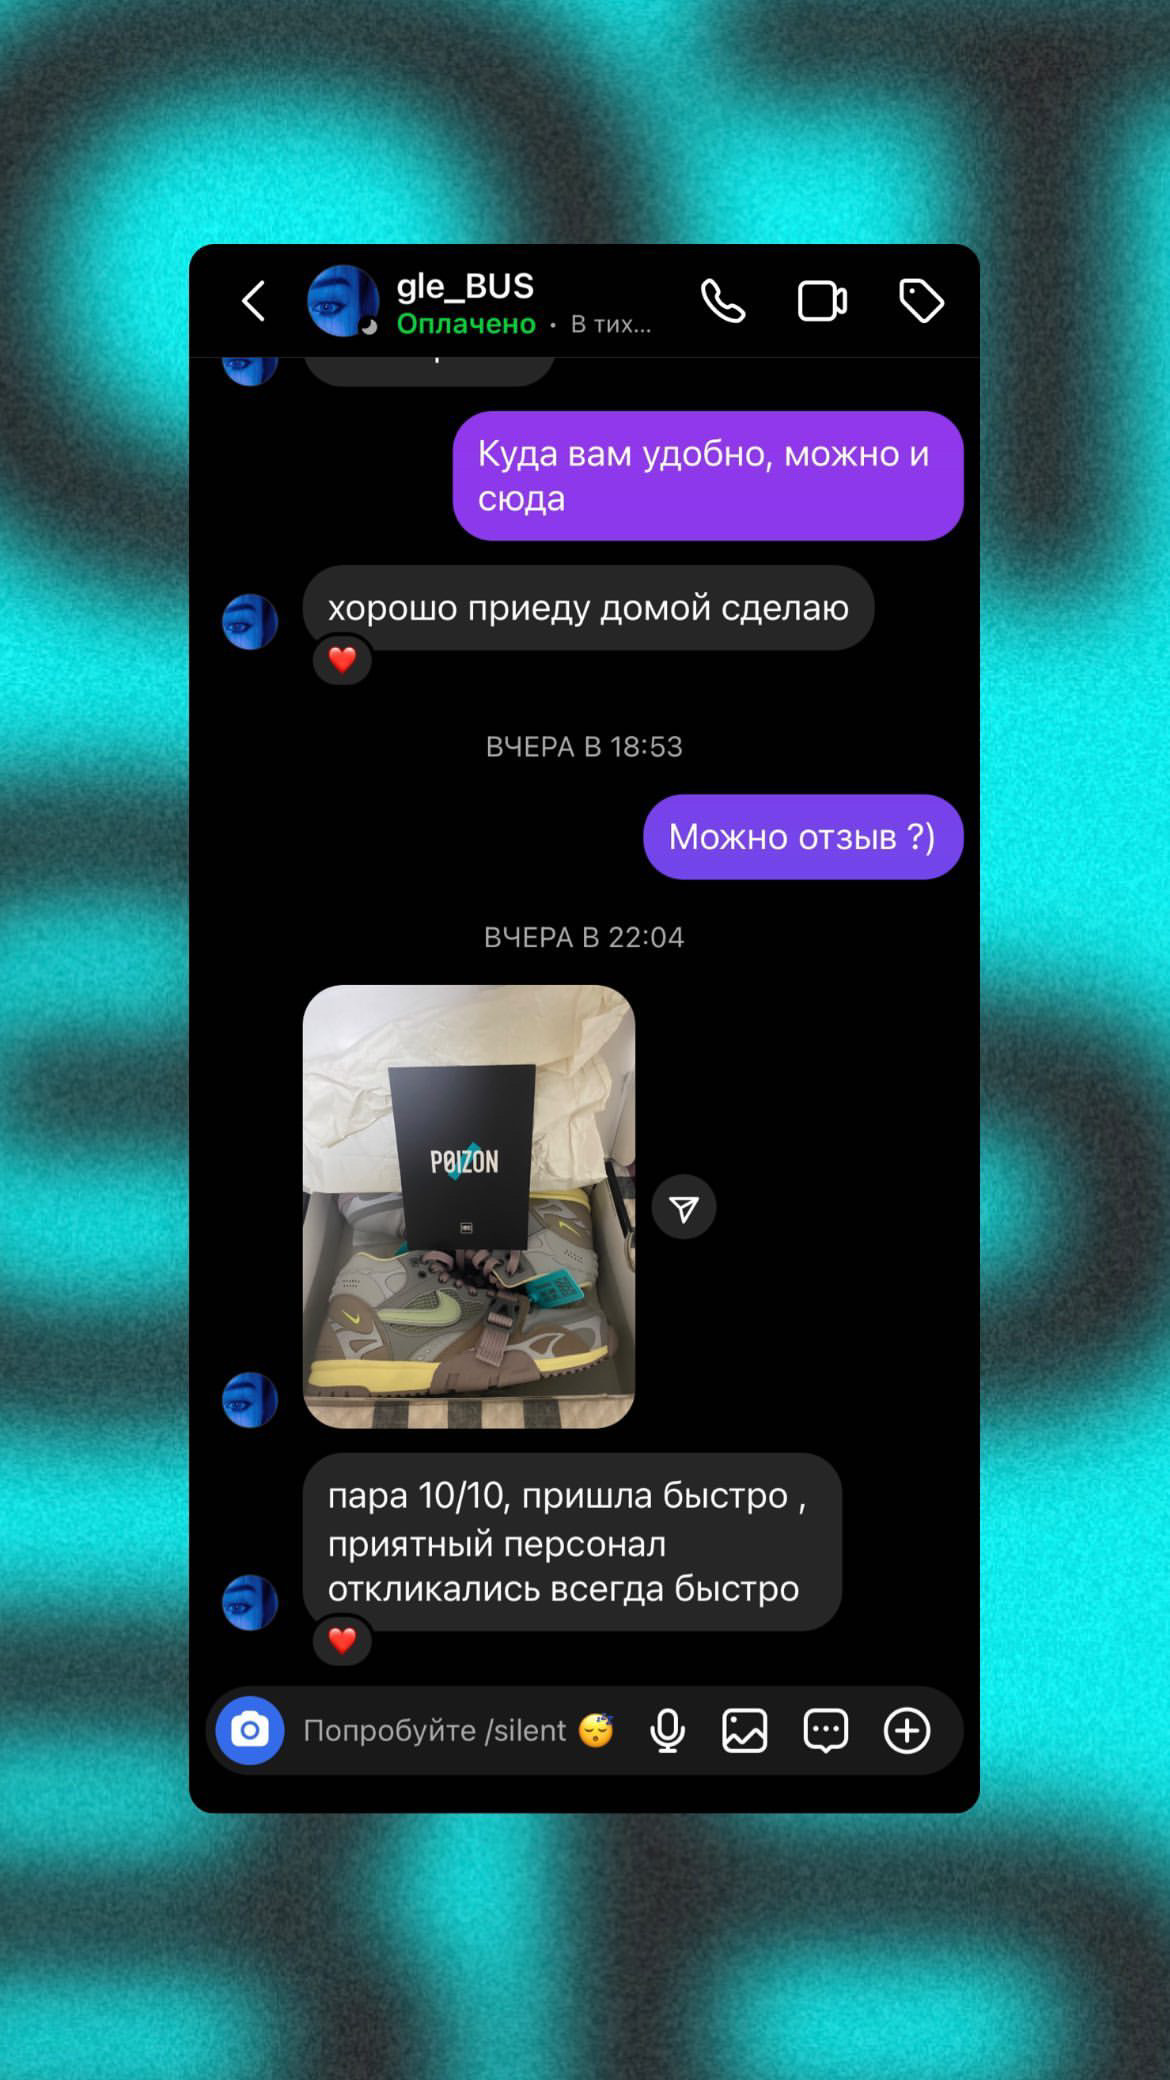 gle_BUS
Оплачено · В тих...
Куда вам удобно, можно и
сюда
хорошо приеду домой сделаю
ВЧЕРА В 18:53
Можно отзыв ?)
ВЧЕРА В 22:04
POIZON
пара 10/10, пришла быстро ,
приятный персонал
откликались всегда быстро
Попробуйте /silent 😴